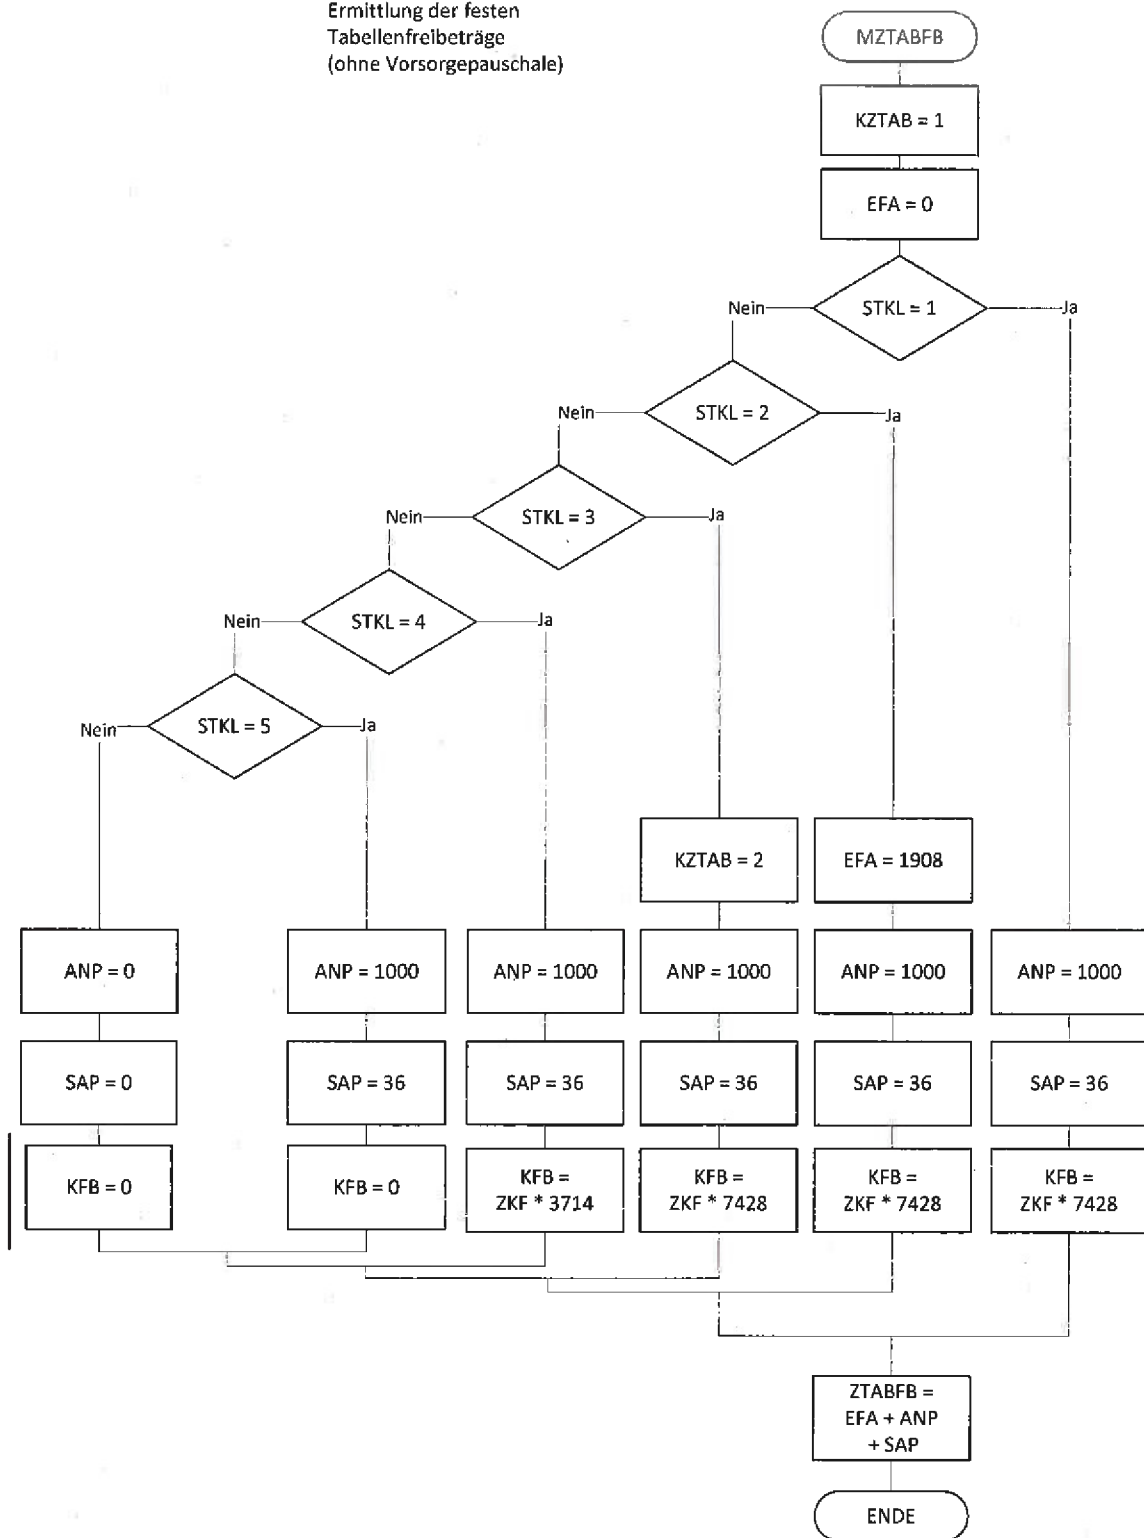 Ermittlung der festen
Tabellenfreibeträge
(ohne Vorsorgepauschale)
MZTABFB
KZTAB = 1
EFA = 0
STKL = 1
Nein
Ja
STKL = 2
Nein
Ja
STKL = 3
Nein
Ja
STKL = 4
Nein
Ja
STKL = 5
Nein
Ja
KZTAB = 2
EFA = 1908
ANP = 0
ANP = 1000
ANP = 1000
ANP = 1000
ANP = 1000
ANP = 1000
SAP = 0
SAP = 36
SAP = 36
SAP = 36
SAP = 36
SAP = 36
KFB = 0
KFB = 0
KFB =
ZKF * 3714
KFB =
ZKF * 7428
KFB =
ZKF * 7428
KFB =
ZKF * 7428
ZTABFB =
EFA + ANP
+ SAP
ENDE